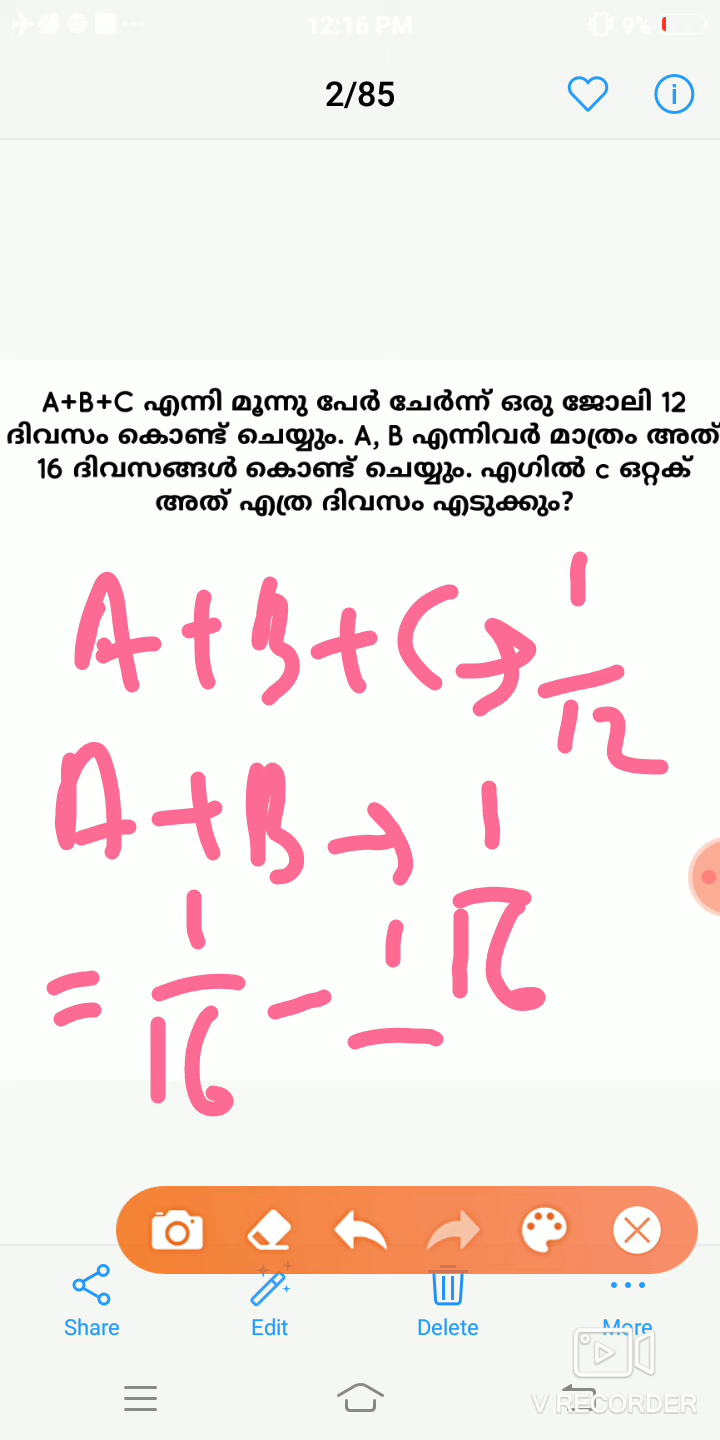 12:16 PM
9%
2/85
A+B+C എന്നി മൂന്നു പേർ ചേർന്ന് ഒരു ജോലി 12
ദിവസം കൊണ്ട് ചെയ്യും. A, B എന്നിവർ മാത്രം അത്
16 ദിവസങ്ങൾ കൊണ്ട് ചെയ്യും. എഗിൽ c ഒറ്റക്
അത് എത്ര ദിവസം എടുക്കും?
A+B+C→ 1/12
A+B→ 1/16
= 1/16 - 1/
Share Edit Delete More
V RECORDER